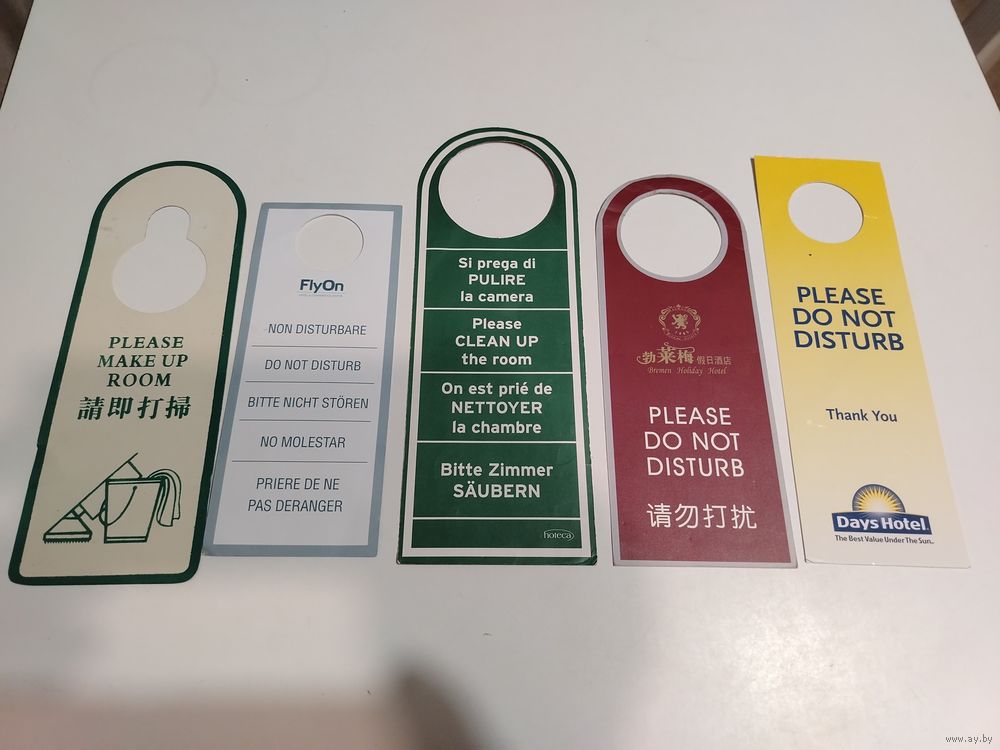 PLEASE
MAKE UP
ROOM
請即打掃
FlyOn
NON DISTURBARE
DO NOT DISTURB
BITTE NICHT STÖREN
NO MOLESTAR
PRIERE DE NE
PAS DERANGER
Si prega di
PULIRE
la camera
Please
CLEAN UP
the room
On est prié de
NETTOYER
la chambre
Bitte Zimmer
SÄUBERN
hoteca
勃萊梅 假日酒店
Bremen Holiday Hotel
PLEASE
DO NOT
DISTURB
请勿打扰
PLEASE
DO NOT
DISTURB
Thank You
Days Hotel
The Best Value Under The Sun.
www.ay.by